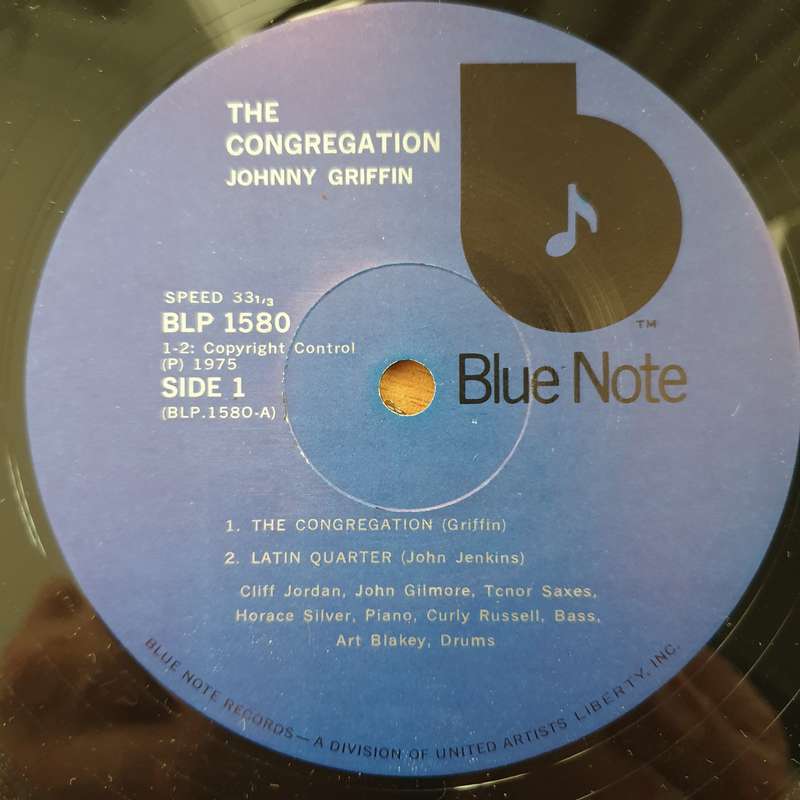 THE
CONGREGATION
JOHNNY GRIFFIN
SPEED 33 1/3
BLP 1580
1-2: Copyright Control
(P) 1975
SIDE 1
(BLP.1580-A)
TM
Blue Note
1. THE CONGREGATION (Griffin)
2. LATIN QUARTER (John Jenkins)
Cliff Jordan, John Gilmore, Tenor Saxes,
Horace Silver, Piano, Curly Russell, Bass,
Art Blakey, Drums
BLUE NOTE RECORDS—A DIVISION OF UNITED ARTISTS LIBERTY, INC.